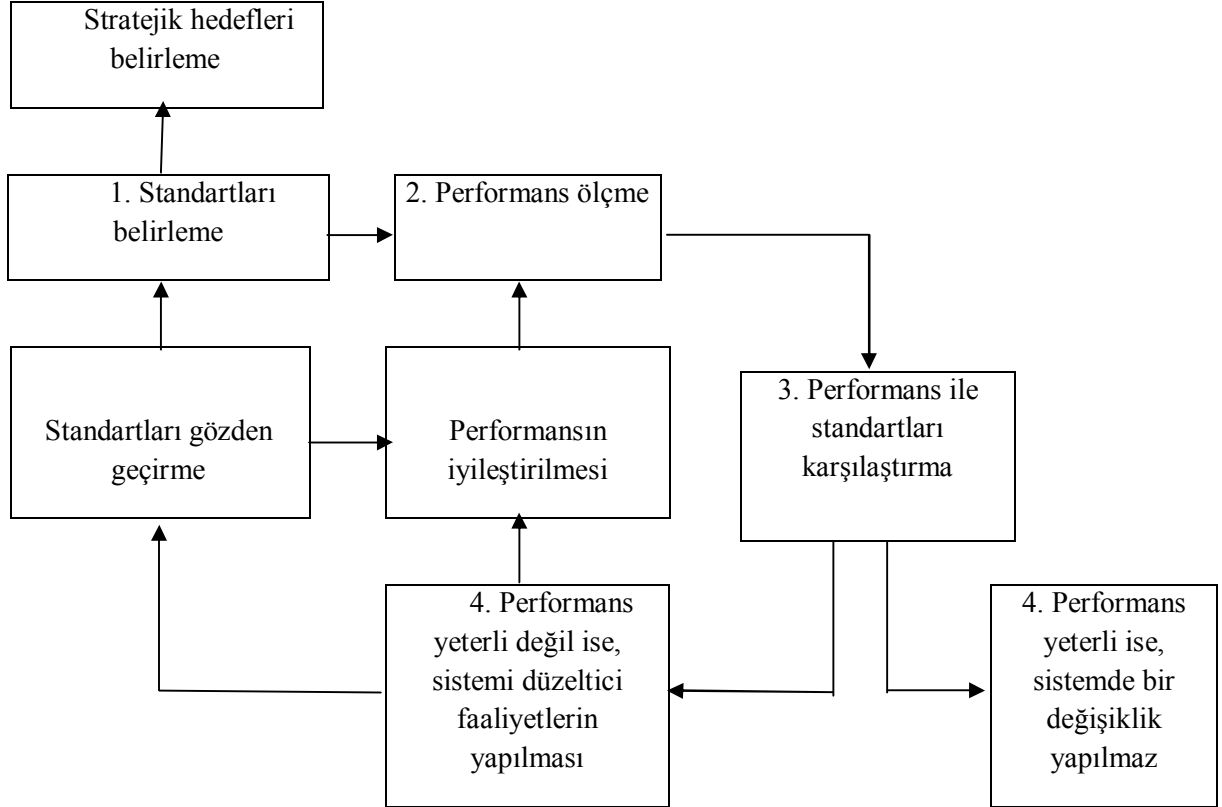 Stratejik hedefleri
belirleme
1. Standartları
belirleme
2. Performans ölçme
Standartları gözden
geçirme
Performansın
iyileştirilmesi
3. Performans ile
standartları
karşılaştırma
4. Performans
yeterli değil ise,
sistemi düzeltici
faaliyetlerin
yapılması
4. Performans
yeterli ise,
sistemde bir
değişiklik
yapılmaz